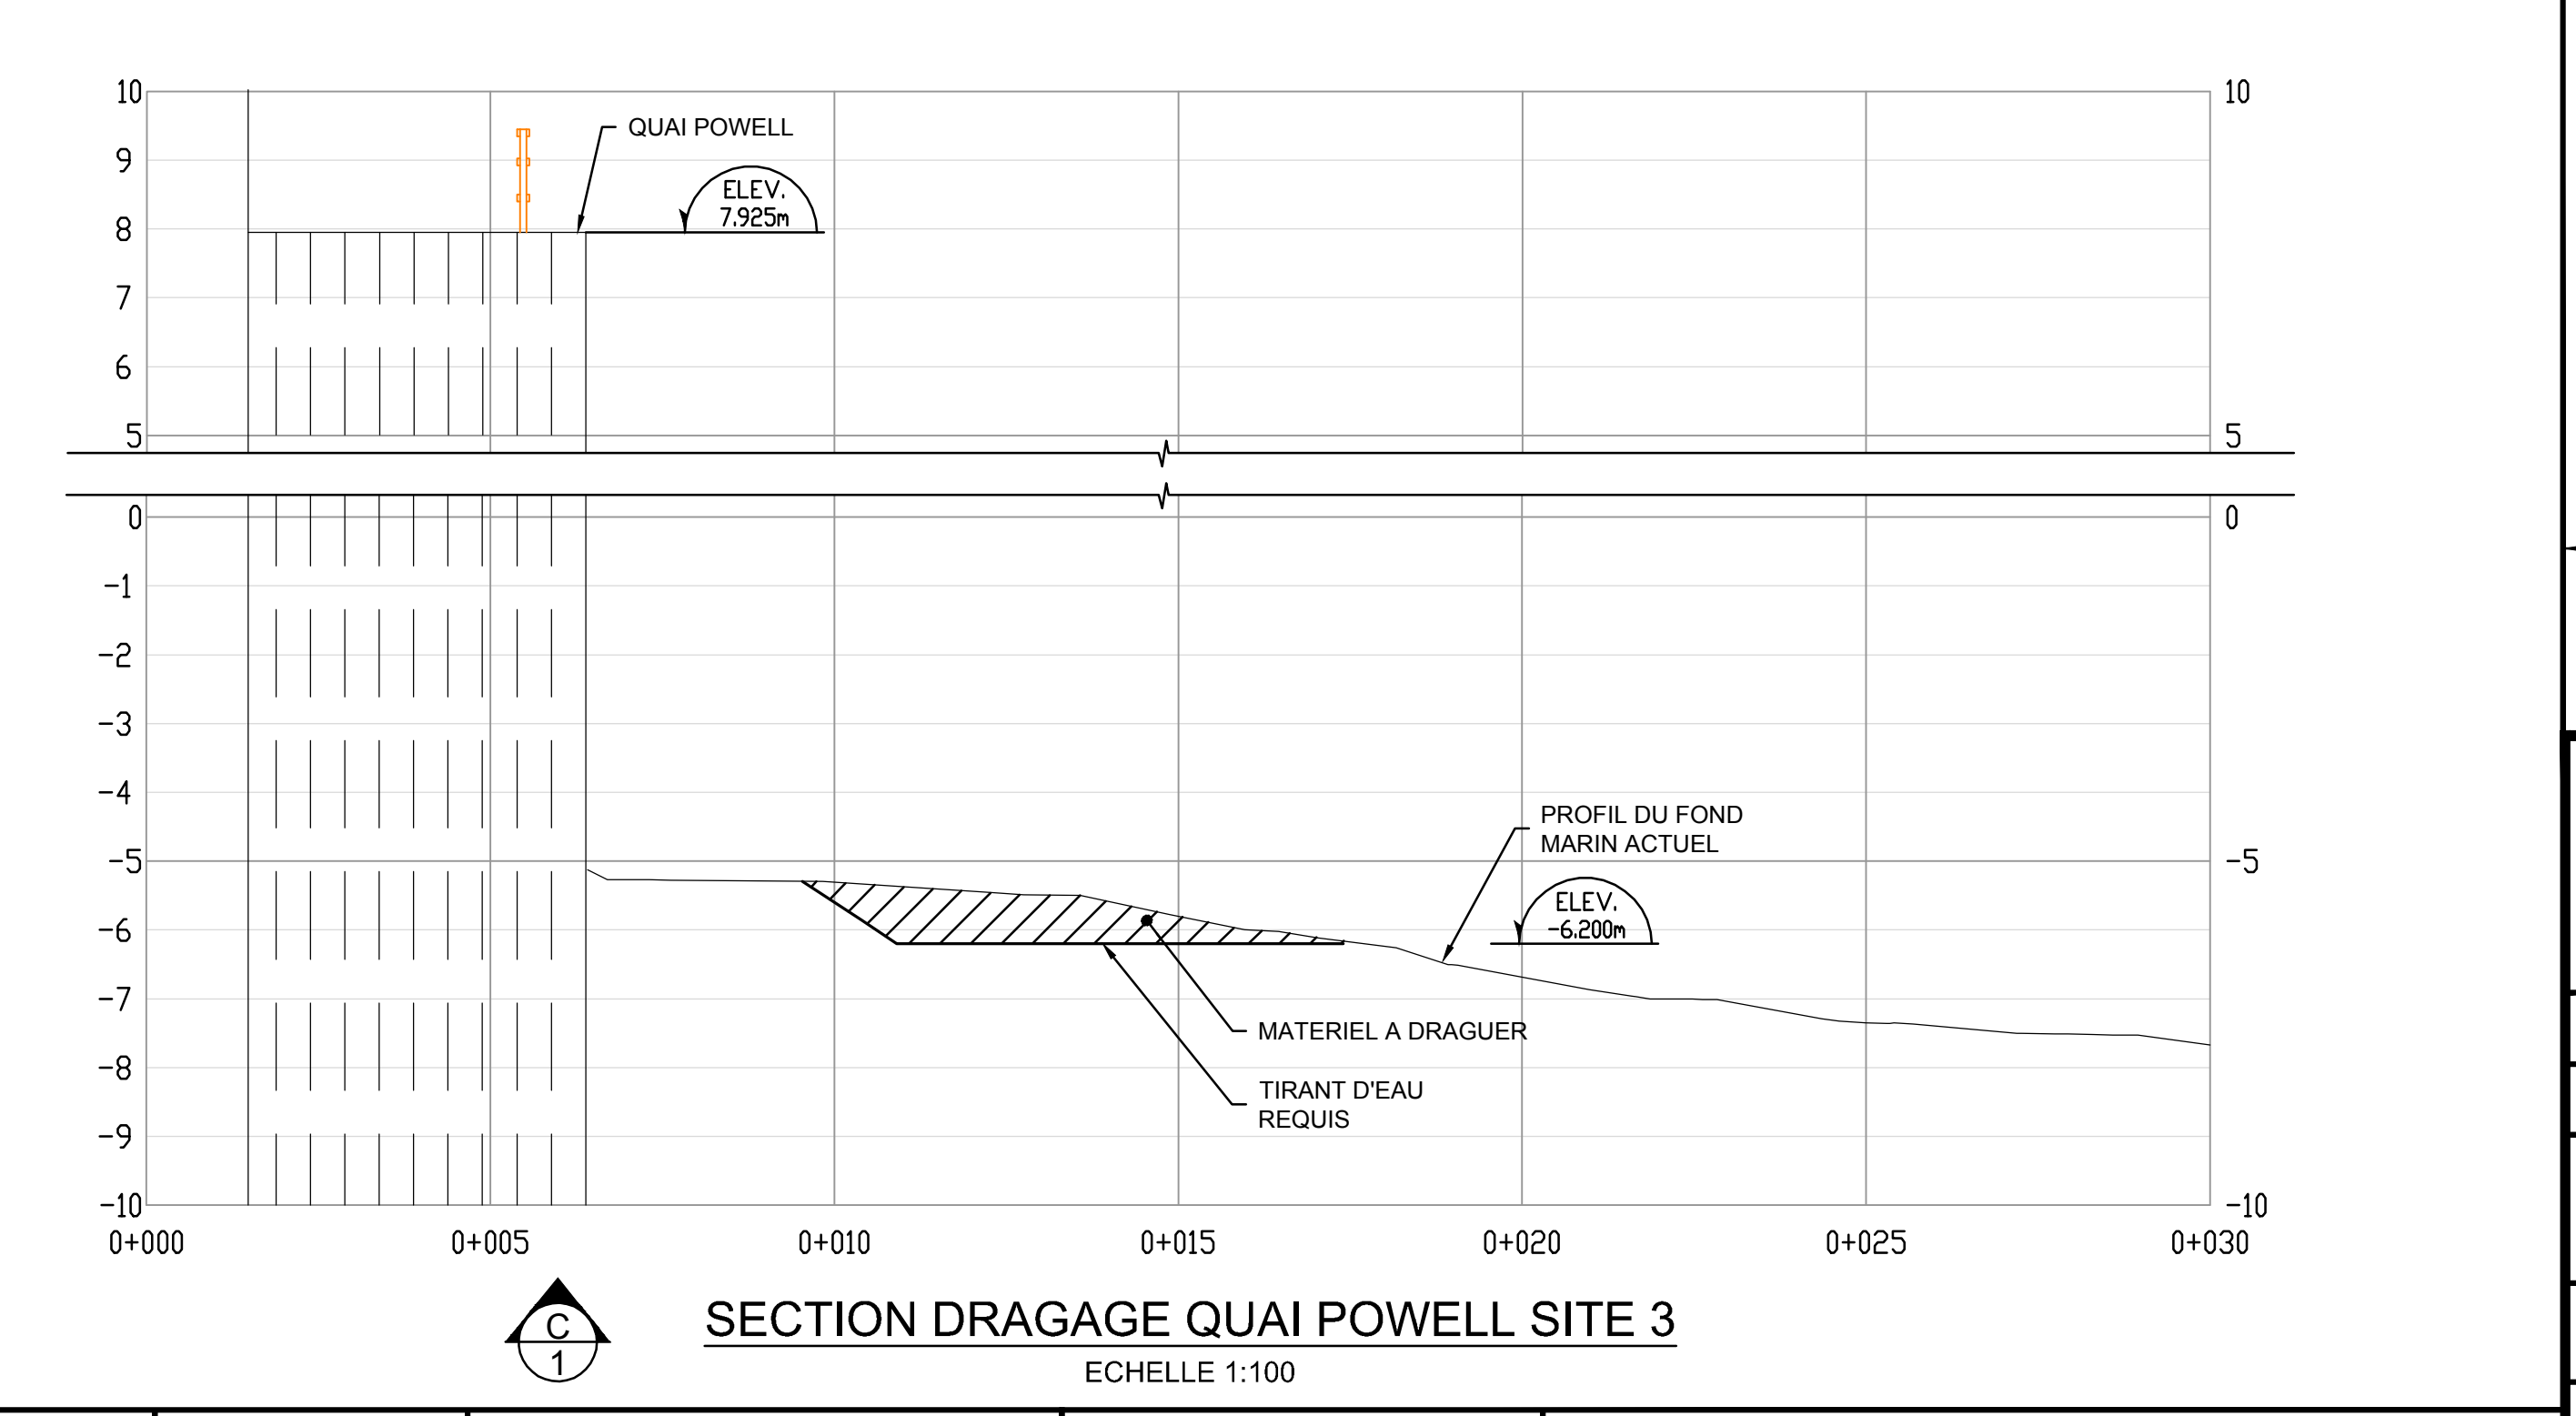 10
10
QUAI POWELL
9
ELEV.
7.925m
8
7
6
5
5
0
0
-1
-2
-3
-4
PROFIL DU FOND
MARIN ACTUEL
-5
-5
ELEV.
-6.200m
-6
-7
MATERIEL A DRAGUER
-8
TIRANT D'EAU
REQUIS
-9
-10
-10
0+000 0+005 0+010 0+015 0+020 0+025 0+030
C
1
SECTION DRAGAGE QUAI POWELL SITE 3
ECHELLE 1:100